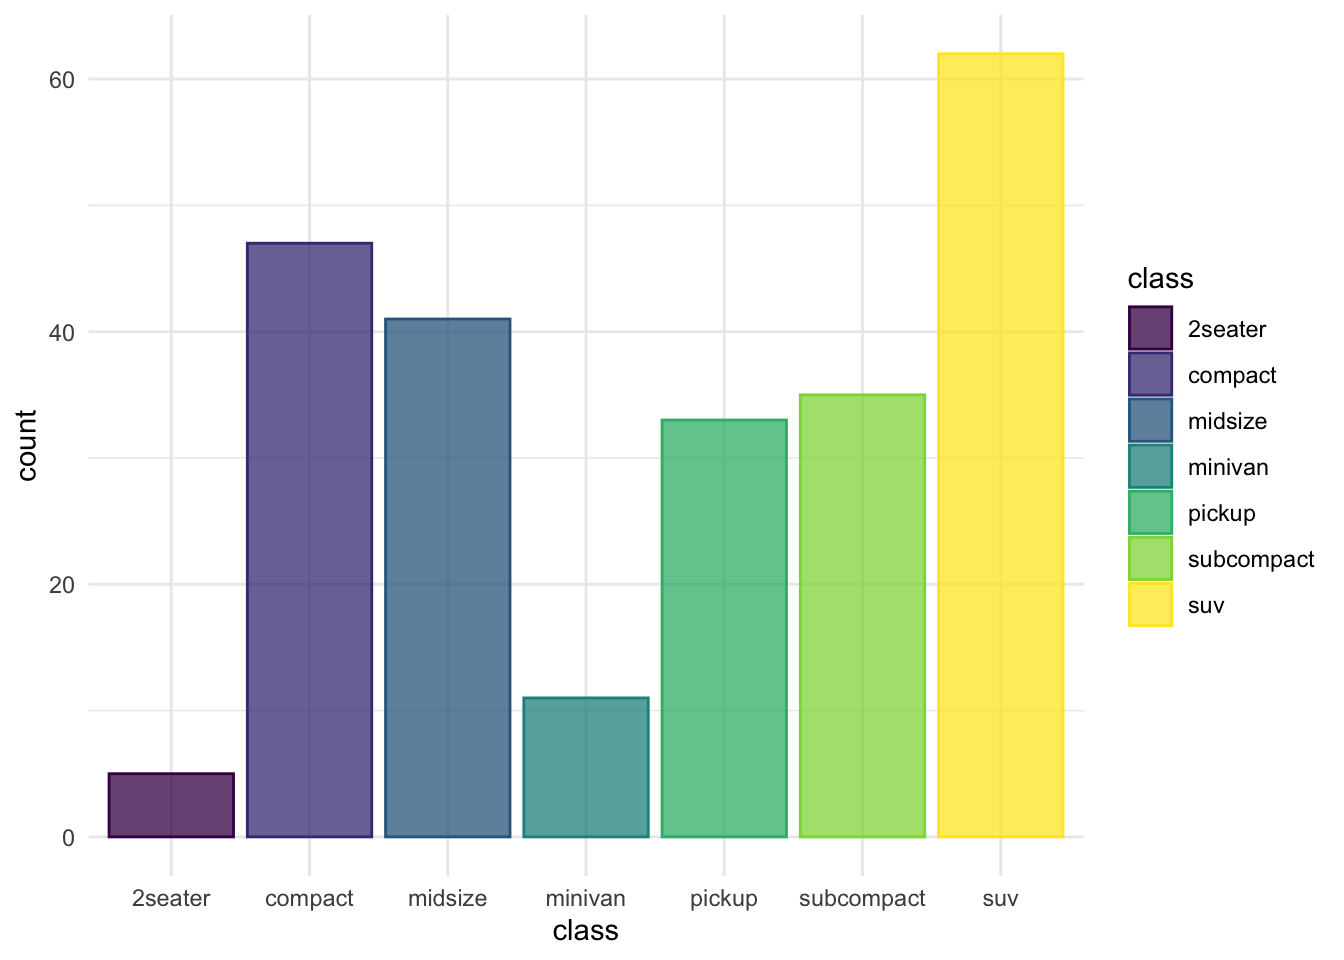 60
40
20
0
count
2seater
compact
midsize
minivan
pickup
subcompact
suv
class
class
2seater
compact
midsize
minivan
pickup
subcompact
suv